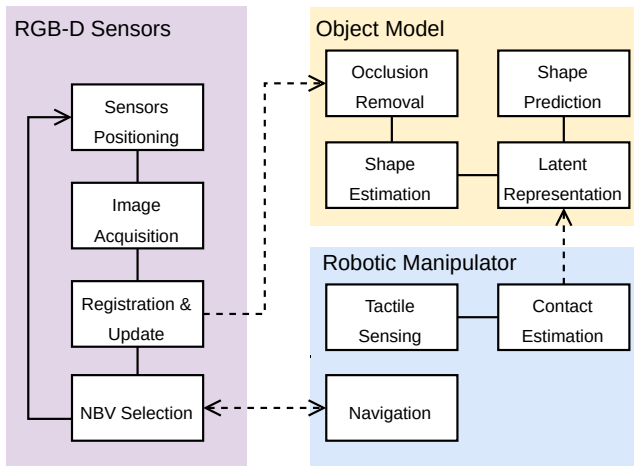 RGB-D Sensors
Sensors
Positioning
Image
Acquisition
Registration &
Update
NBV Selection
Object Model
Occlusion
Removal
Shape
Prediction
Shape
Estimation
Latent
Representation
Robotic Manipulator
Tactile
Sensing
Contact
Estimation
Navigation